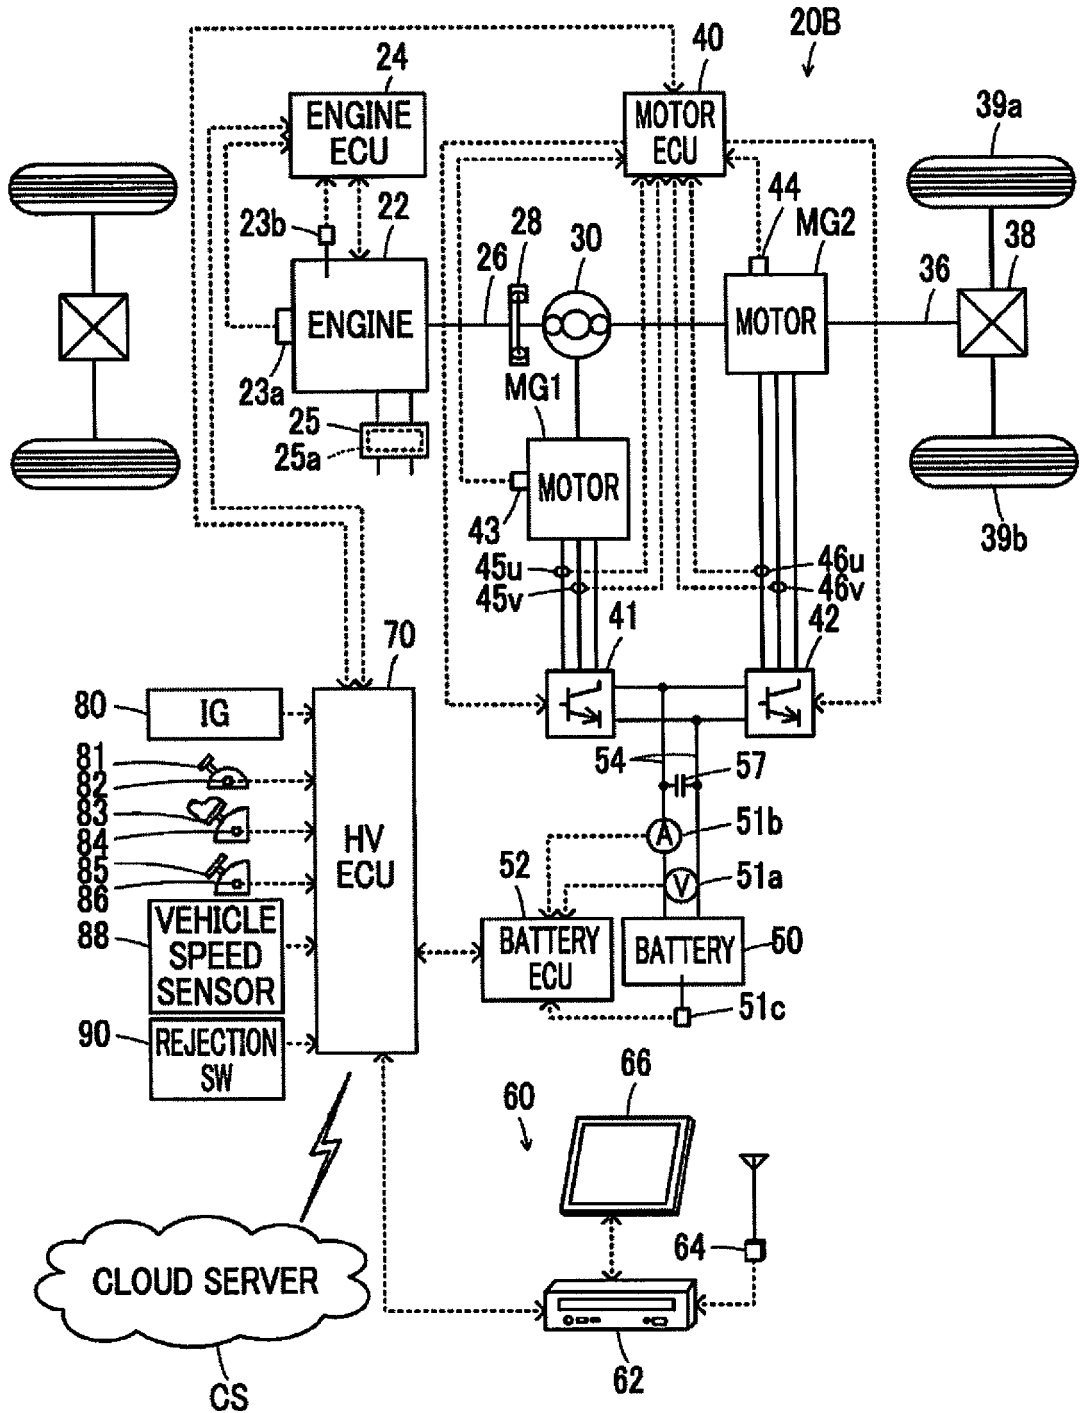 20B
40
24
39a
ENGINE
ECU
MOTOR
ECU
44
MG2
23b
22
28
30
38
26
36
ENGINE
MOTOR
23a
MG1
25
25a
MOTOR
43
39b
45u
46u
45v
46v
41
42
70
80
IG
81
82
54
57
83
84
HV
ECU
A
51b
85
86
52
V
51a
88
VEHICLE
SPEED
SENSOR
BATTERY
ECU
BATTERY
50
51c
90
REJECTION
SW
66
60
64
CLOUD SERVER
62
CS